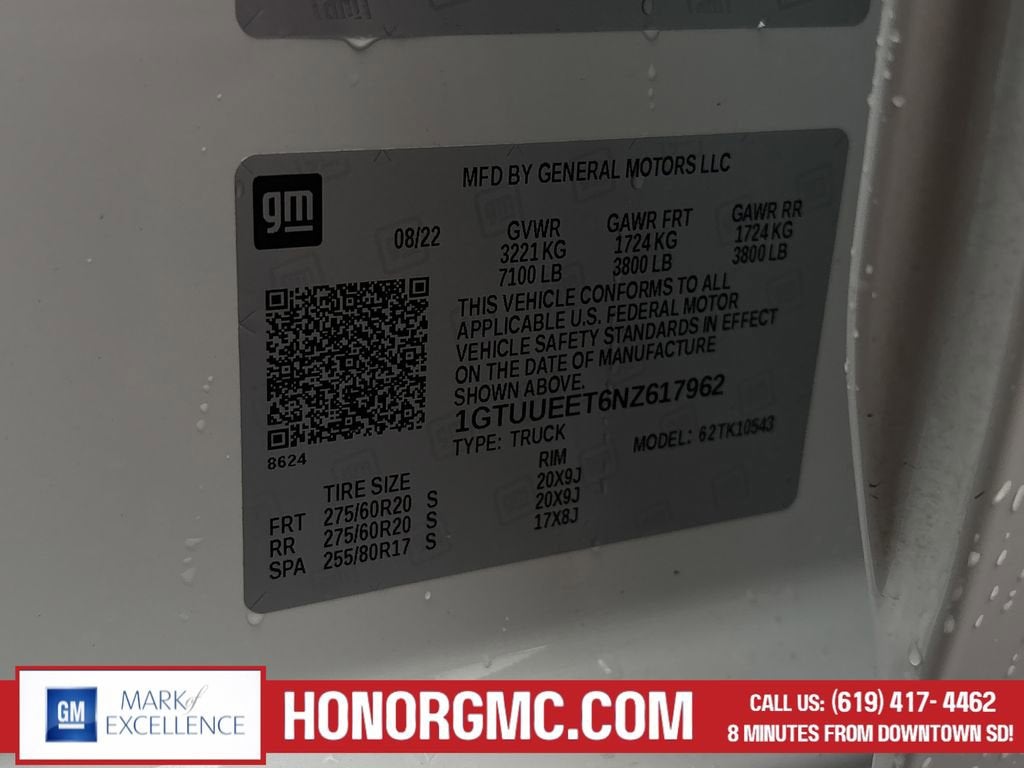 gm
MFD BY GENERAL MOTORS LLC
08/22
GVWR GAWR FRT GAWR RR
3221 KG 1724 KG 1724 KG
7100 LB 3800 LB 3800 LB
THIS VEHICLE CONFORMS TO ALL
APPLICABLE U.S. FEDERAL MOTOR
VEHICLE SAFETY STANDARDS IN EFFECT
ON THE DATE OF MANUFACTURE
SHOWN ABOVE.
1GTUUEET6NZ617962
TYPE: TRUCK MODEL: 62TK10543
8624
TIRE SIZE RIM
FRT 275/60R20 S 20X9J
RR 275/60R20 S 20X9J
SPA 255/80R17 S 17X8J
GM MARK of EXCELLENCE
HONORGMC.COM
CALL US: (619) 417- 4462
8 MINUTES FROM DOWNTOWN SD!